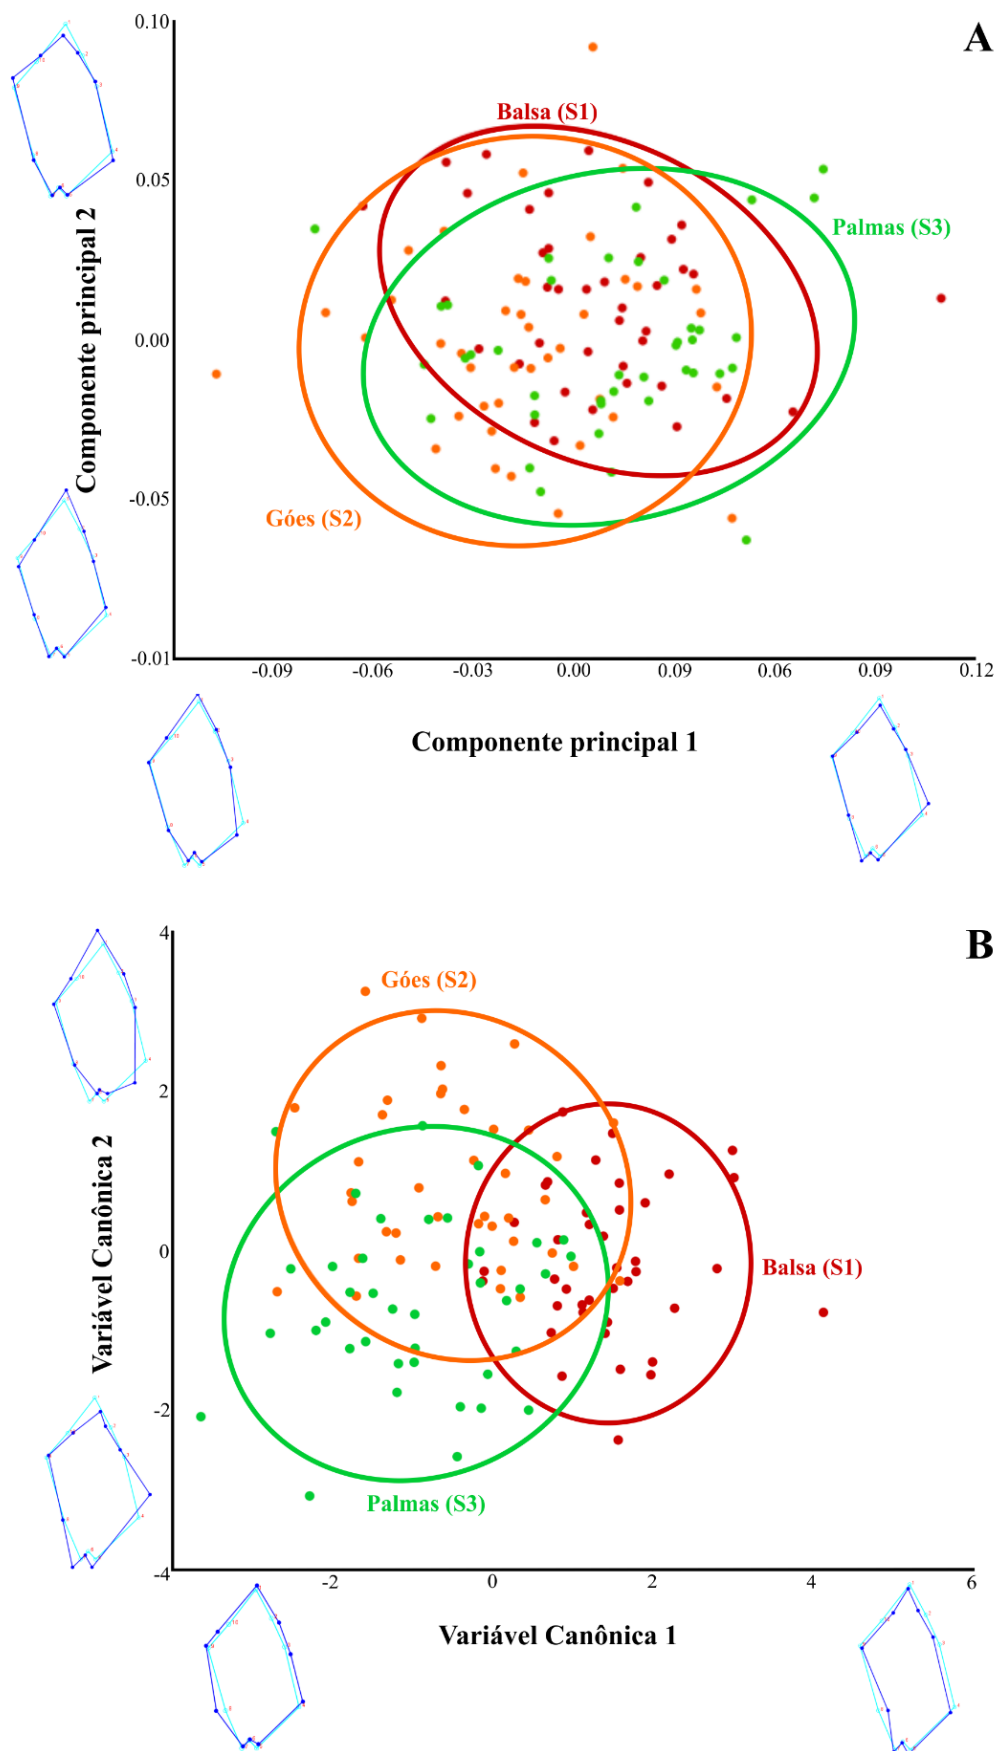 A
0.10
Balsa (S1)
0.05
Palmas (S3)
0.00
Componente principal 2
-0.05
Góes (S2)
-0.01
-0.09 -0.06 -0.03 0.00 0.09 0.06 0.09 0.12
Componente principal 1
B
4
Góes (S2)
2
Variável Canônica 2
0
Balsa (S1)
-2
Palmas (S3)
-4
-2 0 2 4 6
Variável Canônica 1